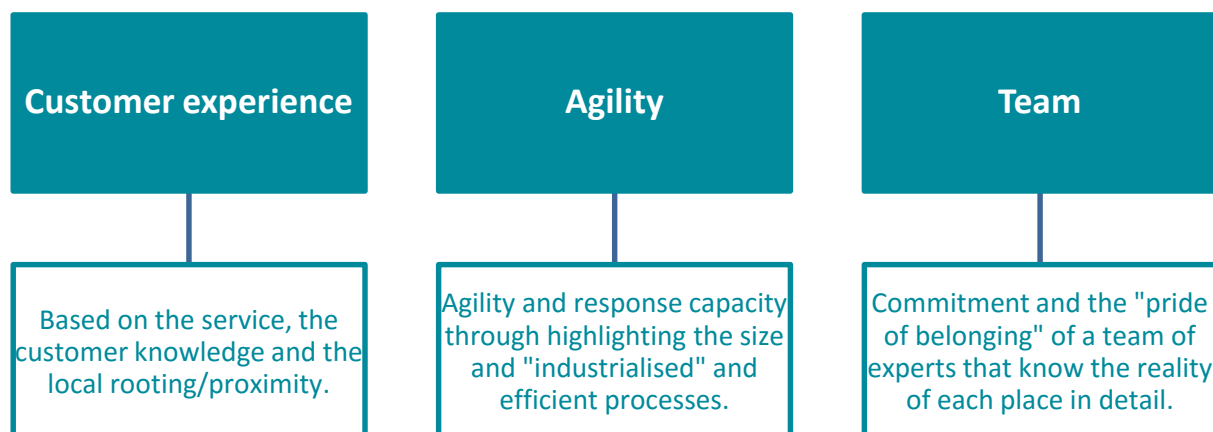 Customer experience
Based on the service, the
customer knowledge and the
local rooting/proximity.
Agility
Agility and response capacity
through highlighting the size
and "industrialised" and
efficient processes.
Team
Commitment and the "pride
of belonging" of a team of
experts that know the reality
of each place in detail.